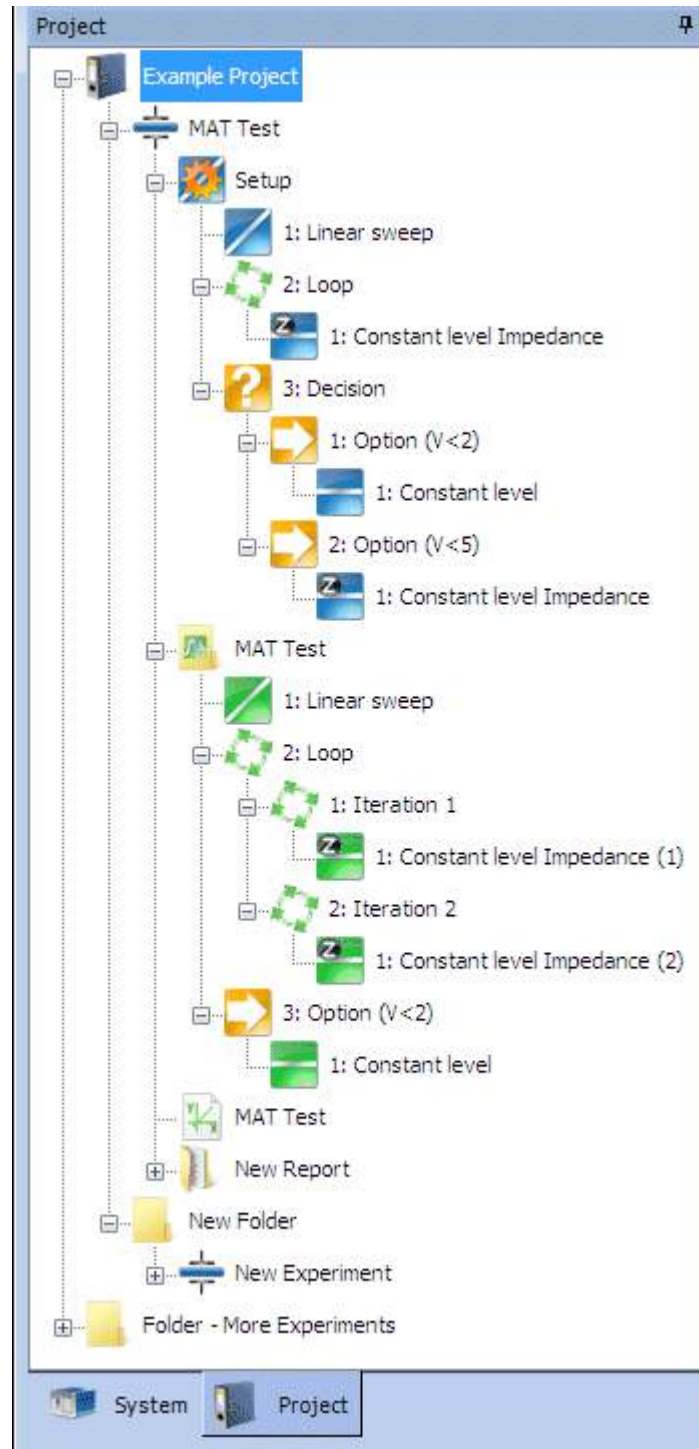 Project
Example Project
MAT Test
Setup
1: Linear sweep
2: Loop
1: Constant level Impedance
3: Decision
1: Option (V<2)
1: Constant level
2: Option (V<5)
1: Constant level Impedance
MAT Test
1: Linear sweep
2: Loop
1: Iteration 1
1: Constant level Impedance (1)
2: Iteration 2
1: Constant level Impedance (2)
3: Option (V<2)
1: Constant level
MAT Test
New Report
New Folder
New Experiment
Folder - More Experiments
System Project